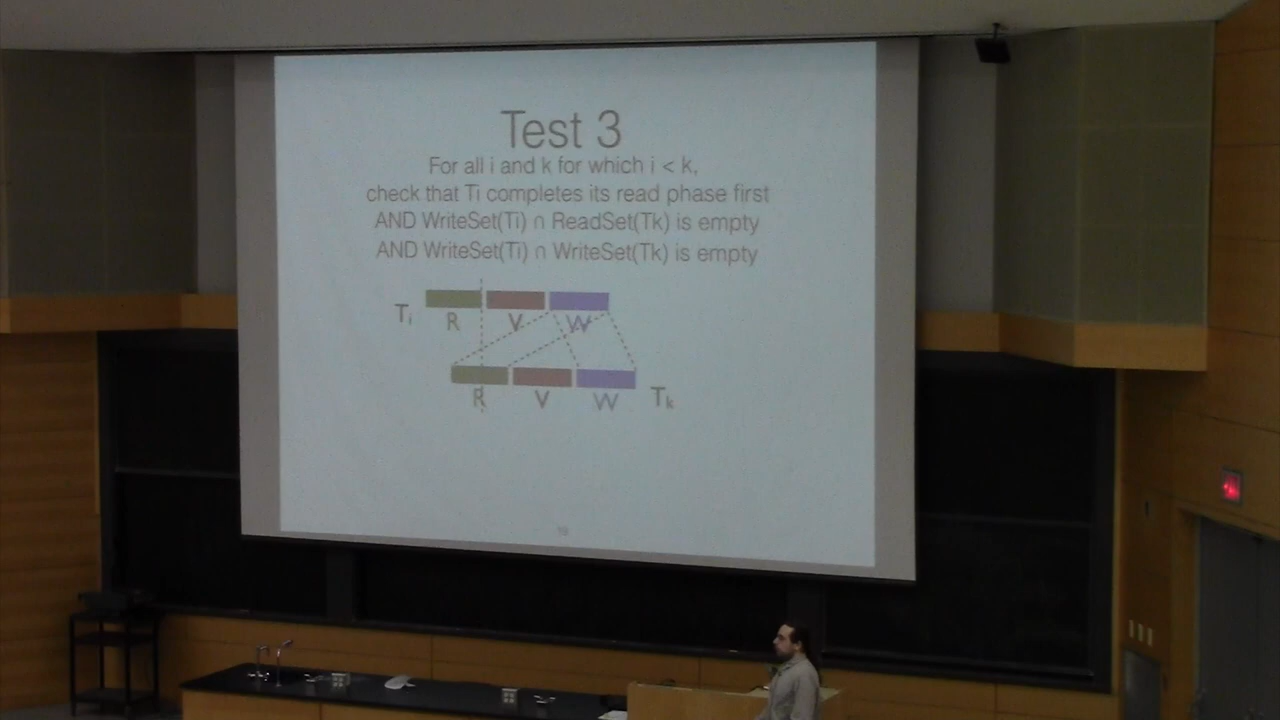 Test 3
For all i and k for which i < k,
check that Ti completes its read phase first
AND WriteSet(Ti) ∩ ReadSet(Tk) is empty
AND WriteSet(Ti) ∩ WriteSet(Tk) is empty
Ti R V W
R V W Tk